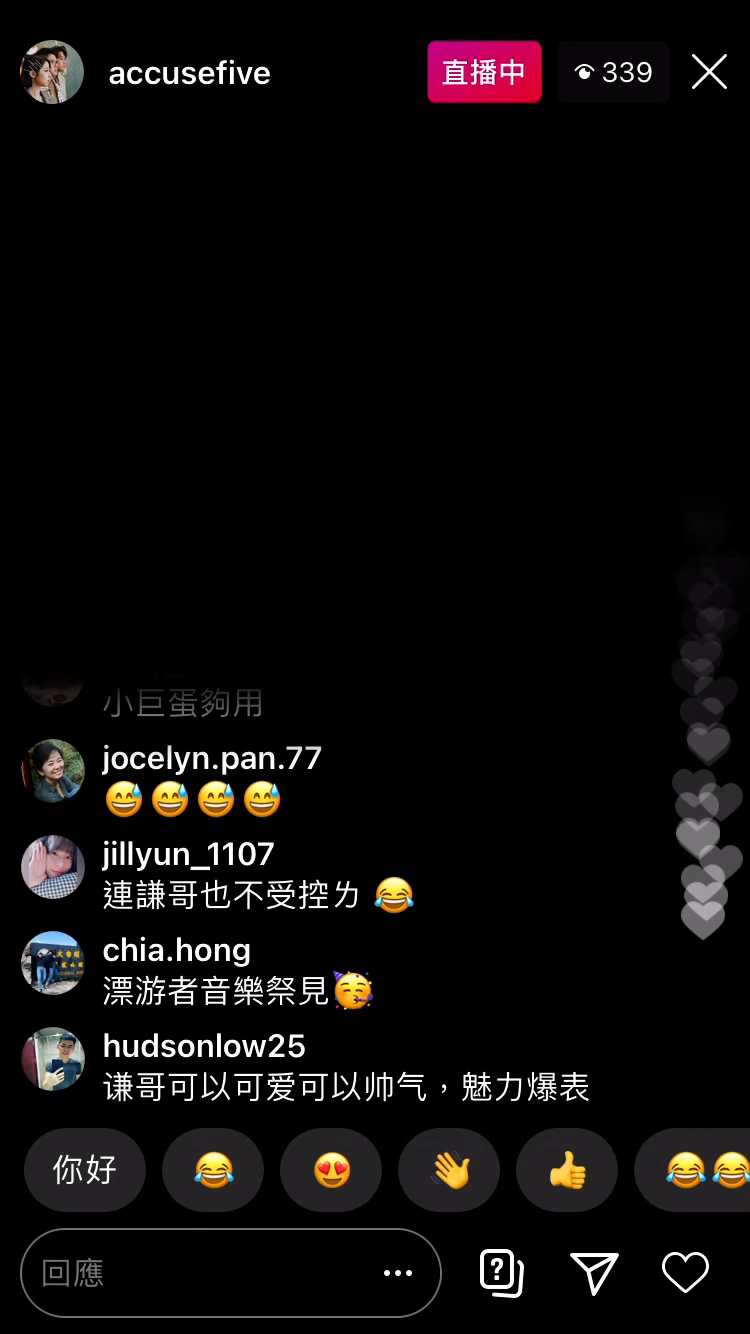 accusefive
直播中
339
小巨蛋夠用
jocelyn.pan.77
😅😅😅😅
jillyun_1107
連謙哥也不受控ㄌ 😂
chia.hong
漂游者音樂祭見🥳
hudsonlow25
谦哥可以可爱可以帅气，魅力爆表
你好
😂
😍
👋
👍
😂😂
回應